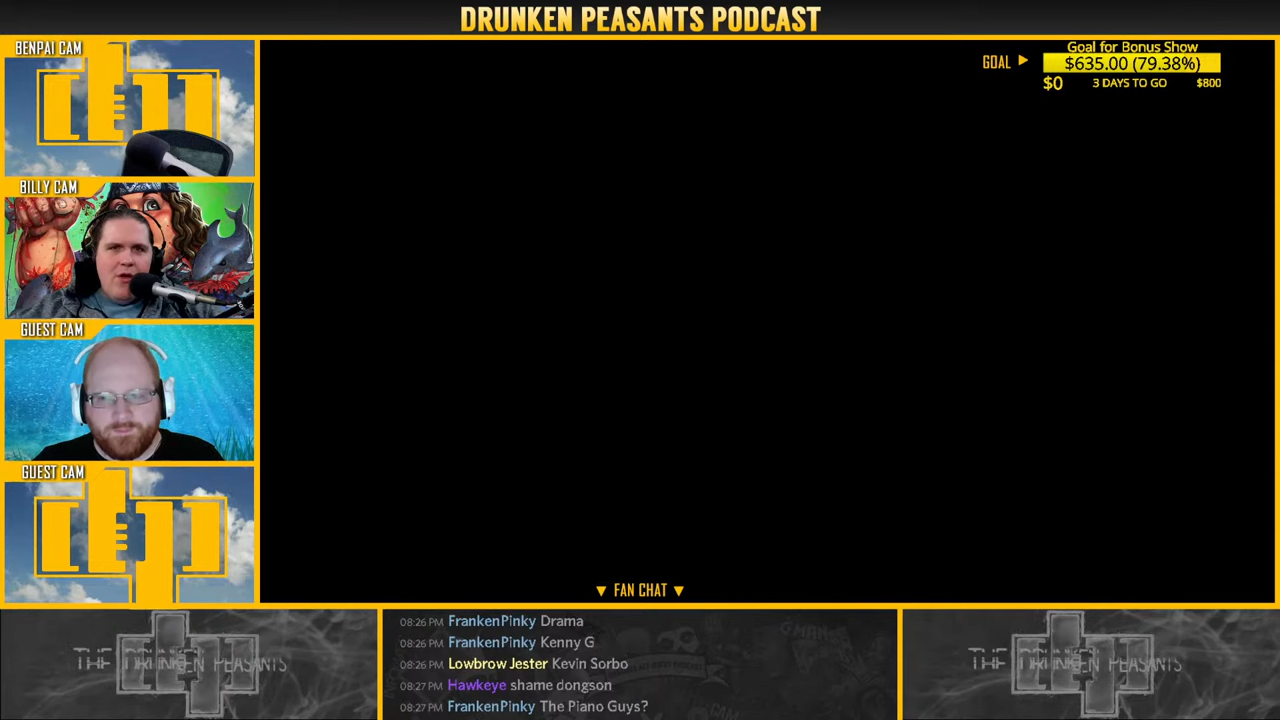 DRUNKEN PEASANTS PODCAST
BENPAI CAM
BILLY CAM
GUEST CAM
GUEST CAM
GOAL ▶
Goal for Bonus Show
$635.00 (79.38%)
$0 3 DAYS TO GO $800
▼ FAN CHAT ▼
THE DRUNKEN PEASANTS
08:26 PM FrankenPinky Drama
08:26 PM FrankenPinky Kenny G
08:26 PM Lowbrow Jester Kevin Sorbo
08:27 PM Hawkeye shame dongson
08:27 PM FrankenPinky The Piano Guys?
THE DRUNKEN PEASANTS